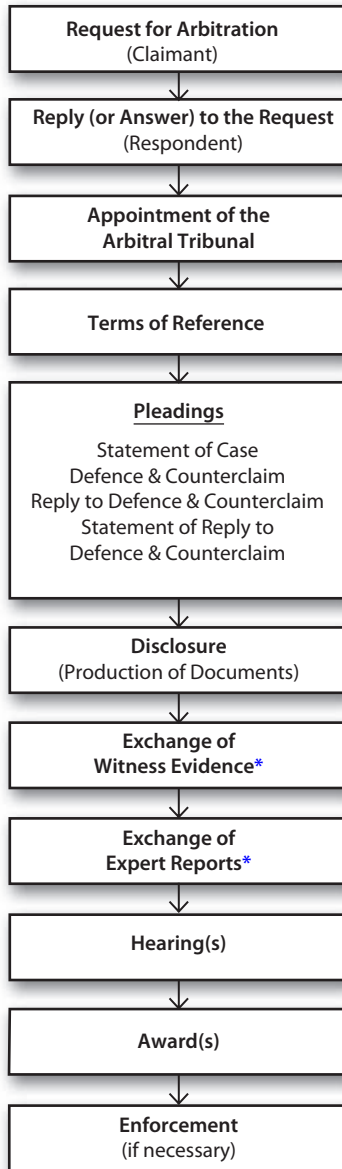 Request for Arbitration
(Claimant)
Reply (or Answer) to the Request
(Respondent)
Appointment of the
Arbitral Tribunal
Terms of Reference
Pleadings
Statement of Case
Defence & Counterclaim
Reply to Defence & Counterclaim
Statement of Reply to
Defence & Counterclaim
Disclosure
(Production of Documents)
Exchange of
Witness Evidence*
Exchange of
Expert Reports*
Hearing(s)
Award(s)
Enforcement
(if necessary)